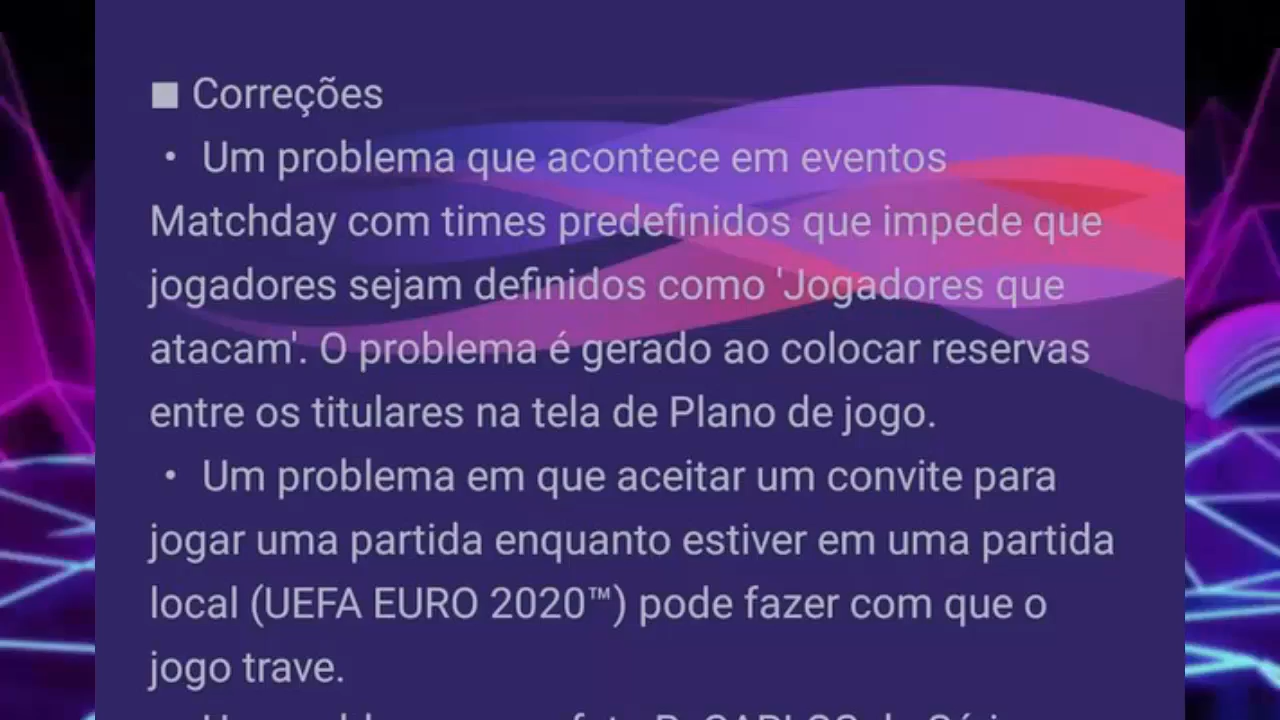 ■ Correções
• Um problema que acontece em eventos
Matchday com times predefinidos que impede que
jogadores sejam definidos como 'Jogadores que
atacam'. O problema é gerado ao colocar reservas
entre os titulares na tela de Plano de jogo.
• Um problema em que aceitar um convite para
jogar uma partida enquanto estiver em uma partida
local (UEFA EURO 2020™) pode fazer com que o
jogo trave.